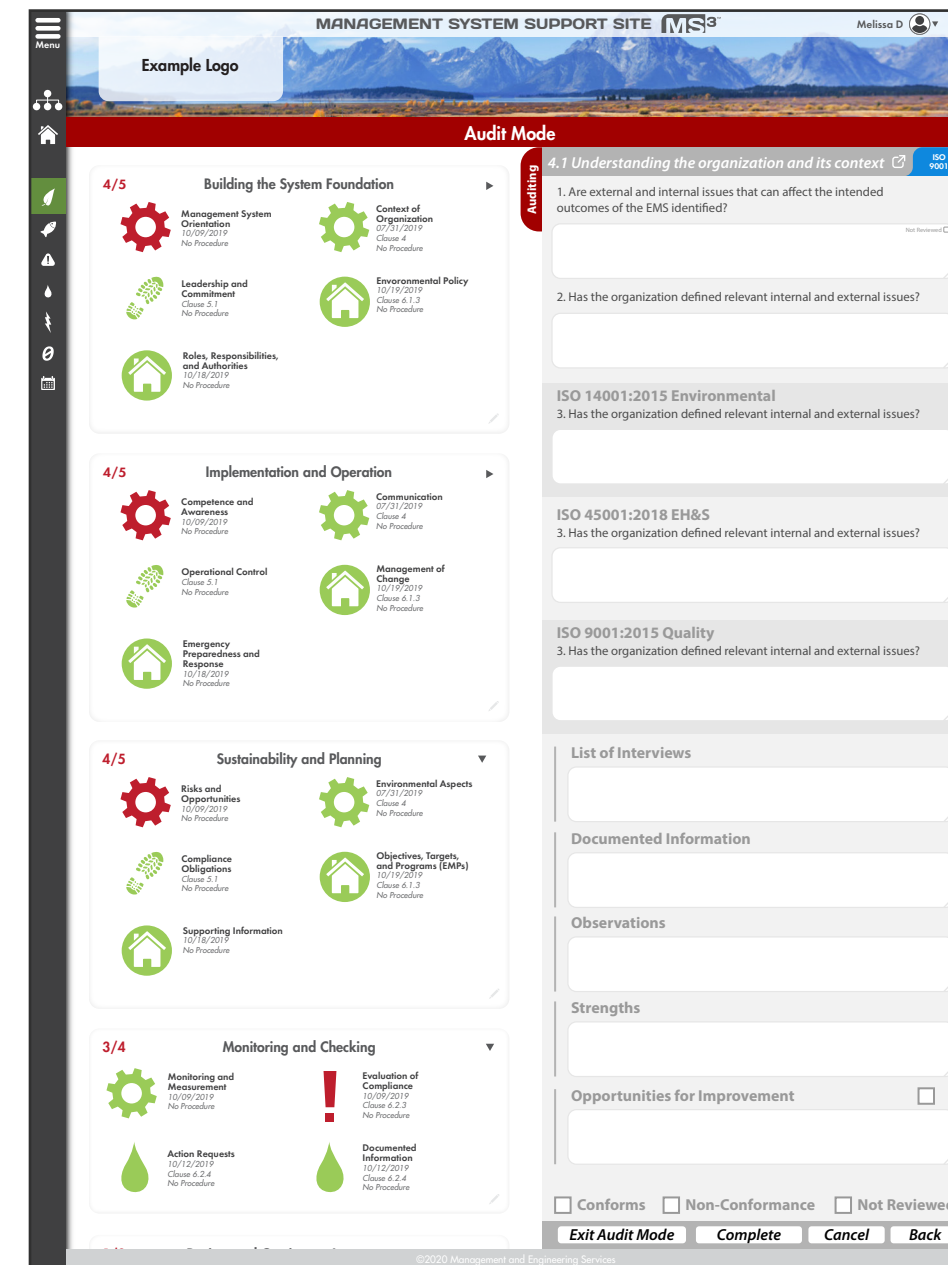 MANAGEMENT SYSTEM SUPPORT SITE MS3™
Melissa D
Menu
Example Logo
Audit Mode
4/5
Building the System Foundation
Management System
Orientation
10/09/2019
No Procedure
Context of
Organization
07/31/2019
Clause 4
No Procedure
Leadership and
Commitment
Clause 5.1
No Procedure
Envoronmental Policy
10/19/2019
Clause 6.1.3
No Procedure
Roles, Responsibilities,
and Authorities
10/18/2019
No Procedure
4/5
Implementation and Operation
Competence and
Awareness
10/09/2019
No Procedure
Communication
07/31/2019
Clause 4
No Procedure
Operational Control
Clause 5.1
No Procedure
Management of
Change
10/19/2019
Clause 6.1.3
No Procedure
Emergency
Preparedness and
Response
10/18/2019
No Procedure
4/5
Sustainability and Planning
Risks and
Opportunities
10/09/2019
No Procedure
Environmental Aspects
07/31/2019
Clause 4
No Procedure
Compliance
Obligations
Clause 5.1
No Procedure
Objectives, Targets,
and Programs (EMPs)
10/19/2019
Clause 6.1.3
No Procedure
Supporting Information
10/18/2019
No Procedure
3/4
Monitoring and Checking
Monitoring and
Measurement
10/09/2019
No Procedure
Evaluation of
Compliance
10/09/2019
Clause 6.2.3
No Procedure
Action Requests
10/12/2019
Clause 6.2.4
No Procedure
Documented
Information
10/12/2019
Clause 6.2.4
No Procedure
Auditing
4.1 Understanding the organization and its context
ISO
9001
1. Are external and internal issues that can affect the intended
outcomes of the EMS identified?
Not Reviewed
2. Has the organization defined relevant internal and external issues?
ISO 14001:2015 Environmental
3. Has the organization defined relevant internal and external issues?
ISO 45001:2018 EH&S
3. Has the organization defined relevant internal and external issues?
ISO 9001:2015 Quality
3. Has the organization defined relevant internal and external issues?
List of Interviews
Documented Information
Observations
Strengths
Opportunities for Improvement
Conforms Non-Conformance Not Reviewed
Exit Audit Mode Complete Cancel Back
©2020 Management and Engineering Services